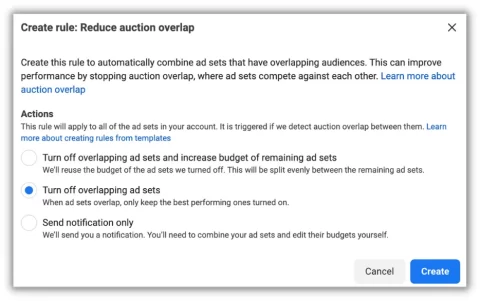 Create rule: Reduce auction overlap
Create this rule to automatically combine ad sets that have overlapping audiences. This can improve
performance by stopping auction overlap, where ad sets compete against each other. Learn more about
auction overlap
Actions
This rule will apply to all of the ad sets in your account. It is triggered if we detect auction overlap between them. Learn
more about creating rules from templates
Turn off overlapping ad sets and increase budget of remaining ad sets
We'll reuse the budget of the ad sets we turned off. This will be split evenly between the remaining ad sets.
Turn off overlapping ad sets
When ad sets overlap, only keep the best performing ones turned on.
Send notification only
We'll send you a notification. You'll need to combine your ad sets and edit their budgets yourself.
Cancel Create